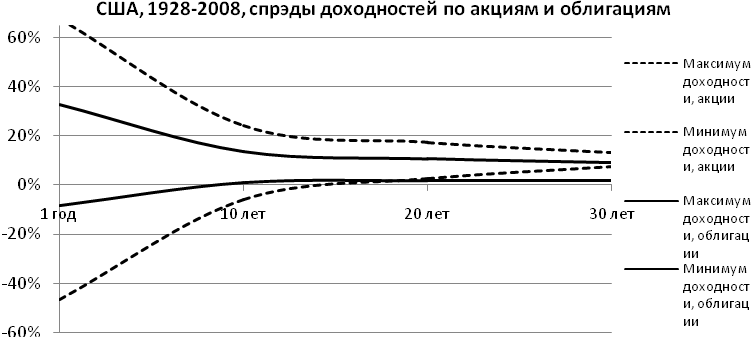 США, 1928-2008, спрэды доходностей по акциям и облигациям
60%
40%
20%
0%
-20%
-40%
-60%
1 год
10 лет
20 лет
30 лет
Максимум
доходност
и, акции
Минимум
доходност
и, акции
Максимум
доходност
и, облигац
ии
Минимум
доходност
и, облигац
ии